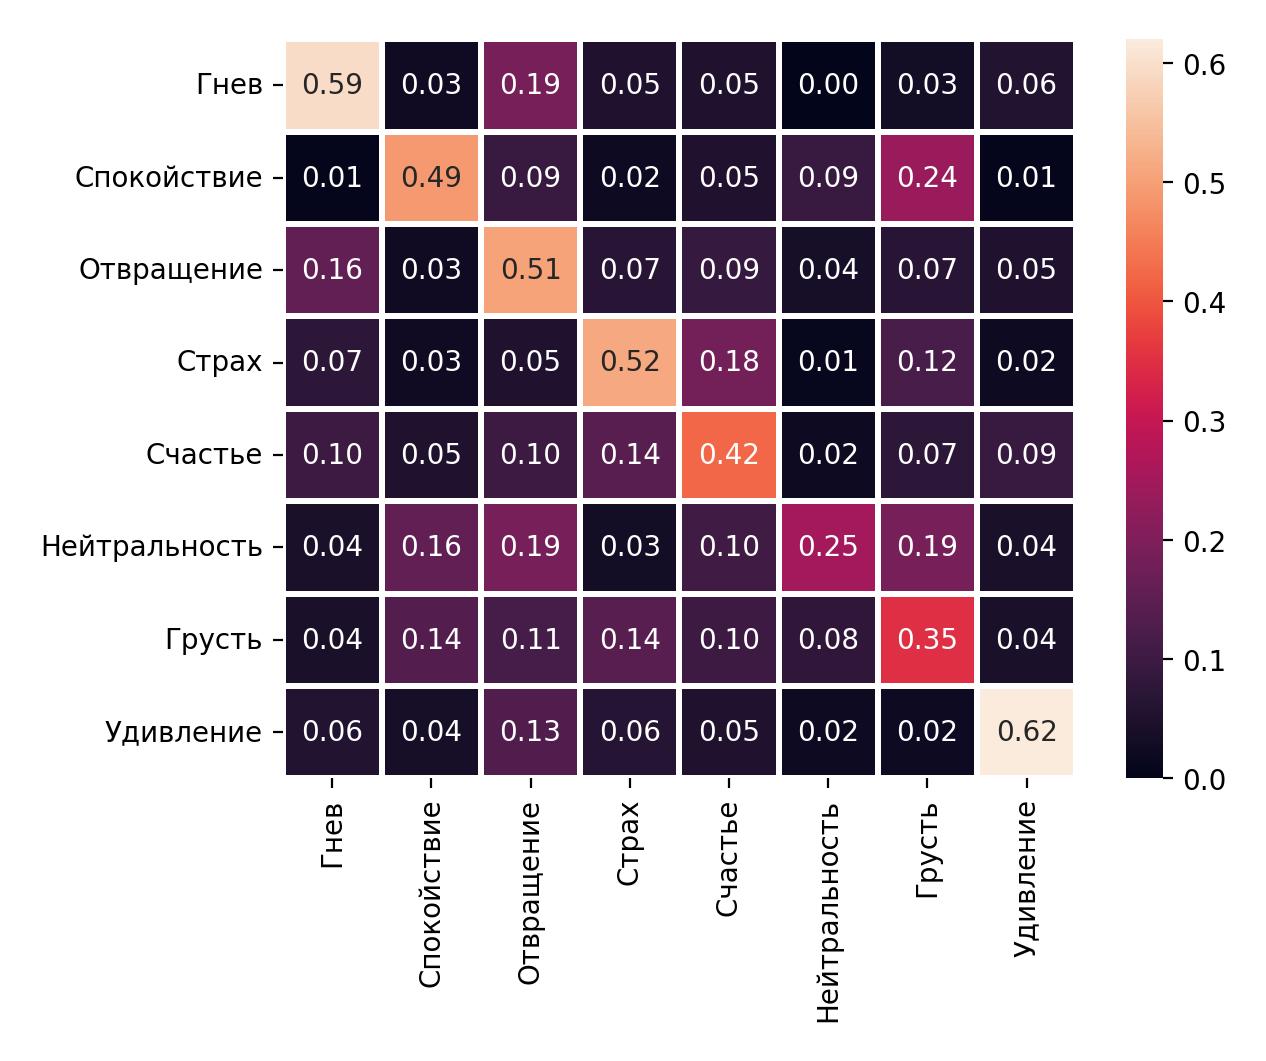 Гнев 0.59 0.03 0.19 0.05 0.05 0.00 0.03 0.06
Спокойствие 0.01 0.49 0.09 0.02 0.05 0.09 0.24 0.01
Отвращение 0.16 0.03 0.51 0.07 0.09 0.04 0.07 0.05
Страх 0.07 0.03 0.05 0.52 0.18 0.01 0.12 0.02
Счастье 0.10 0.05 0.10 0.14 0.42 0.02 0.07 0.09
Нейтральность 0.04 0.16 0.19 0.03 0.10 0.25 0.19 0.04
Грусть 0.04 0.14 0.11 0.14 0.10 0.08 0.35 0.04
Удивление 0.06 0.04 0.13 0.06 0.05 0.02 0.02 0.62
Гнев
Спокойствие
Отвращение
Страх
Счастье
Нейтральность
Грусть
Удивление
0.6
0.5
0.4
0.3
0.2
0.1
0.0